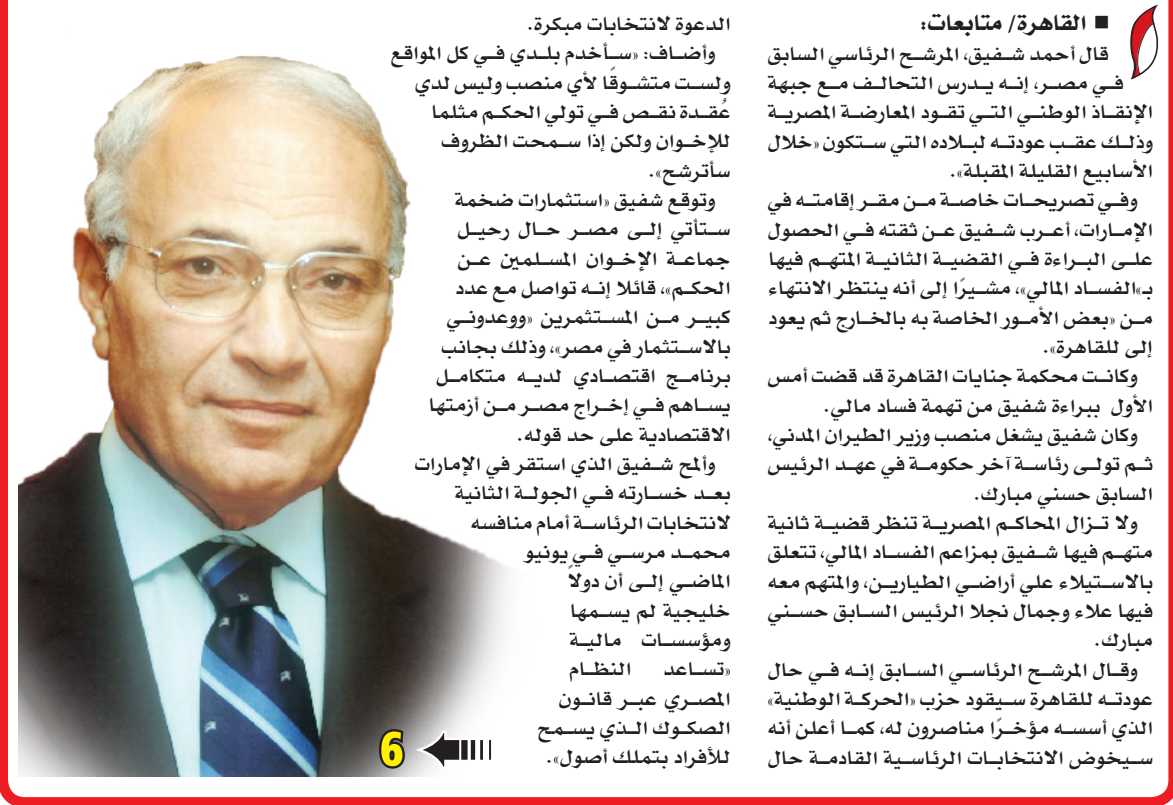 ■ القاهرة/ متابعات:
قال أحمد شفيق، المرشح الرئاسي السابق
في مصر، إنه يدرس التحالف مع جبهة
الإنقاذ الوطني التي تقود المعارضة المصرية
وذلك عقب عودته لبلاده التي ستكون «خلال
الأسابيع القليلة المقبلة».
وفي تصريحات خاصة من مقر إقامته في
الإمارات، أعرب شفيق عن ثقته في الحصول
على البراءة في القضية الثانية المتهم فيها
بـ«الفساد المالي»، مشيرًا إلى أنه ينتظر الانتهاء
من «بعض الأمور الخاصة به بالخارج ثم يعود
إلى للقاهرة».
وكانت محكمة جنايات القاهرة قد قضت أمس
الأول ببراءة شفيق من تهمة فساد مالي.
وكان شفيق يشغل منصب وزير الطيران المدني،
ثم تولى رئاسة آخر حكومة في عهد الرئيس
السابق حسني مبارك.
ولا تزال المحاكم المصرية تنظر قضية ثانية
متهم فيها شفيق بمزاعم الفساد المالي، تتعلق
بالاستيلاء علي أراضي الطيارين، والمتهم معه
فيها علاء وجمال نجلا الرئيس السابق حسني
مبارك.
وقال المرشح الرئاسي السابق إنه في حال
عودته للقاهرة سيقود حزب «الحركة الوطنية»
الذي أسسه مؤخرًا مناصرون له، كما أعلن أنه
سيخوض الانتخابات الرئاسية القادمة حال
الدعوة لانتخابات مبكرة.
وأضاف: «سأخدم بلدي في كل المواقع
ولست متشوقًا لأي منصب وليس لدي
عُقدة نقص في تولي الحكم مثلما
للإخوان ولكن إذا سمحت الظروف
سأترشح».
وتوقع شفيق «استثمارات ضخمة
ستأتي إلى مصر حال رحيل
جماعة الإخوان المسلمين عن
الحكم»، قائلا إنه تواصل مع عدد
كبير من المستثمرين «ووعدوني
بالاستثمار في مصر»، وذلك بجانب
برنامج اقتصادي لديه متكامل
يساهم في إخراج مصر من أزمتها
الاقتصادية على حد قوله.
وألمح شفيق الذي استقر في الإمارات
بعد خسارته في الجولة الثانية
لانتخابات الرئاسة أمام منافسه
محمد مرسي في يونيو
الماضي إلى أن دولاً
خليجية لم يسمها
ومؤسسات مالية
«تساعد النظام
المصري عبر قانون
الصكوك الذي يسمح
للأفراد بتملك أصول».
6